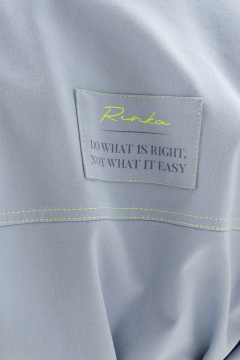 Rinka
DO WHAT IS RIGHT,
NOT WHAT IT EASY